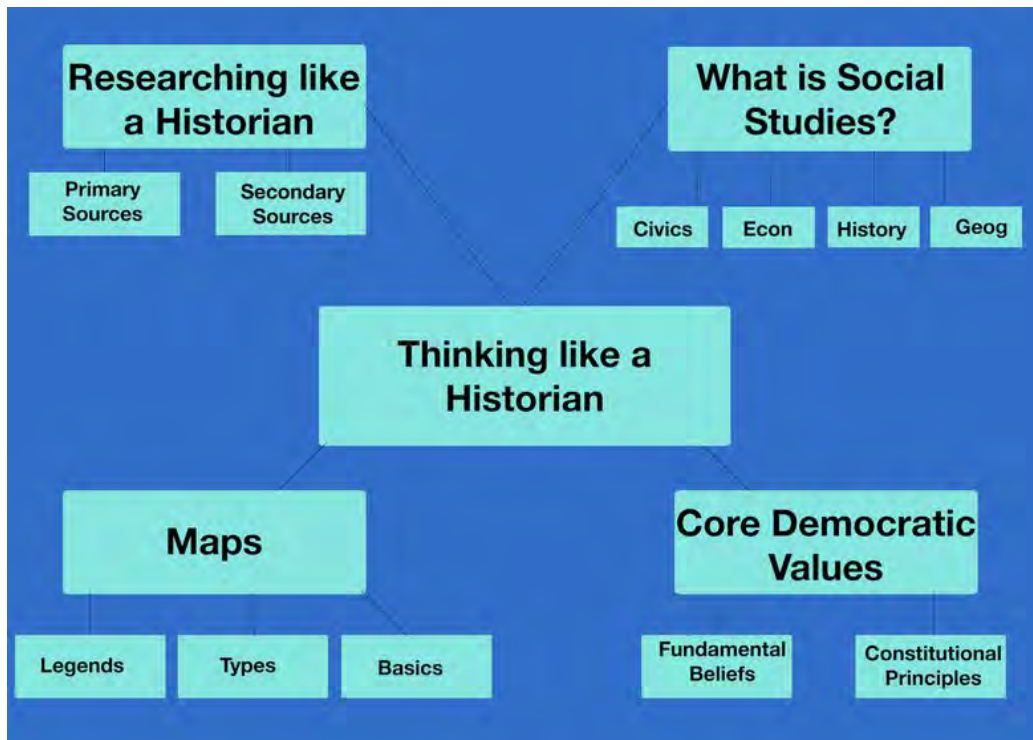 Researching like
a Historian
Primary
Sources
Secondary
Sources
What is Social
Studies?
Civics
Econ
History
Geog
Thinking like a
Historian
Maps
Legends
Types
Basics
Core Democratic
Values
Fundamental
Beliefs
Constitutional
Principles